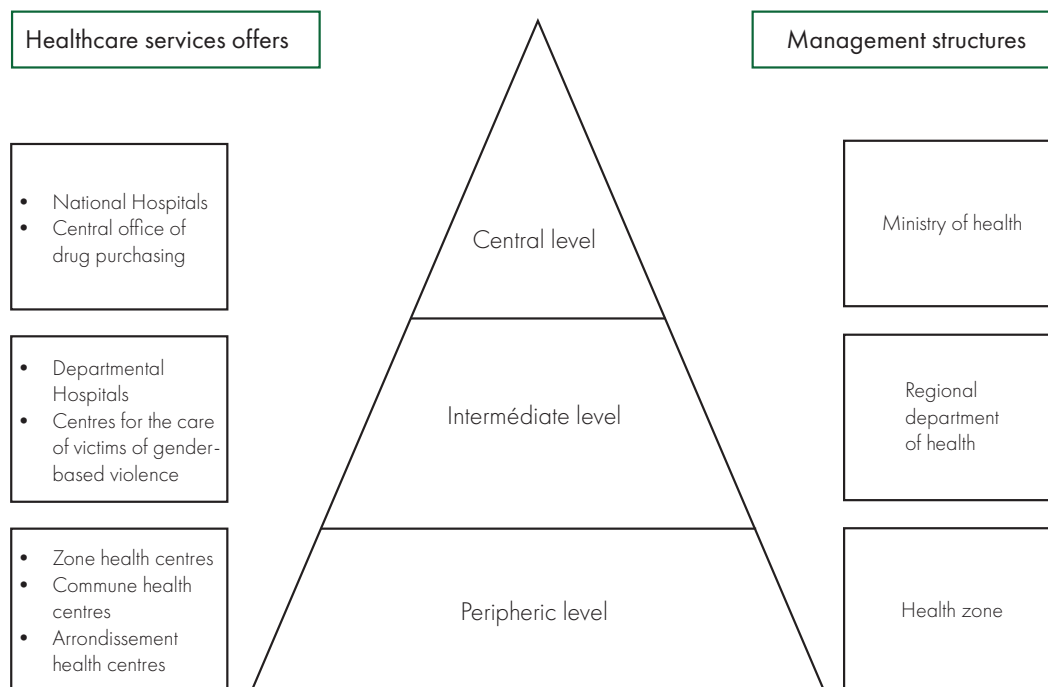 Healthcare services offers
Management structures
• National Hospitals
• Central office of
drug purchasing
Central level
Ministry of health
• Departmental
Hospitals
• Centres for the care
of victims of gender-
based violence
Intermédiate level
Regional
department
of health
• Zone health centres
• Commune health
centres
• Arrondissement
health centres
Peripheric level
Health zone